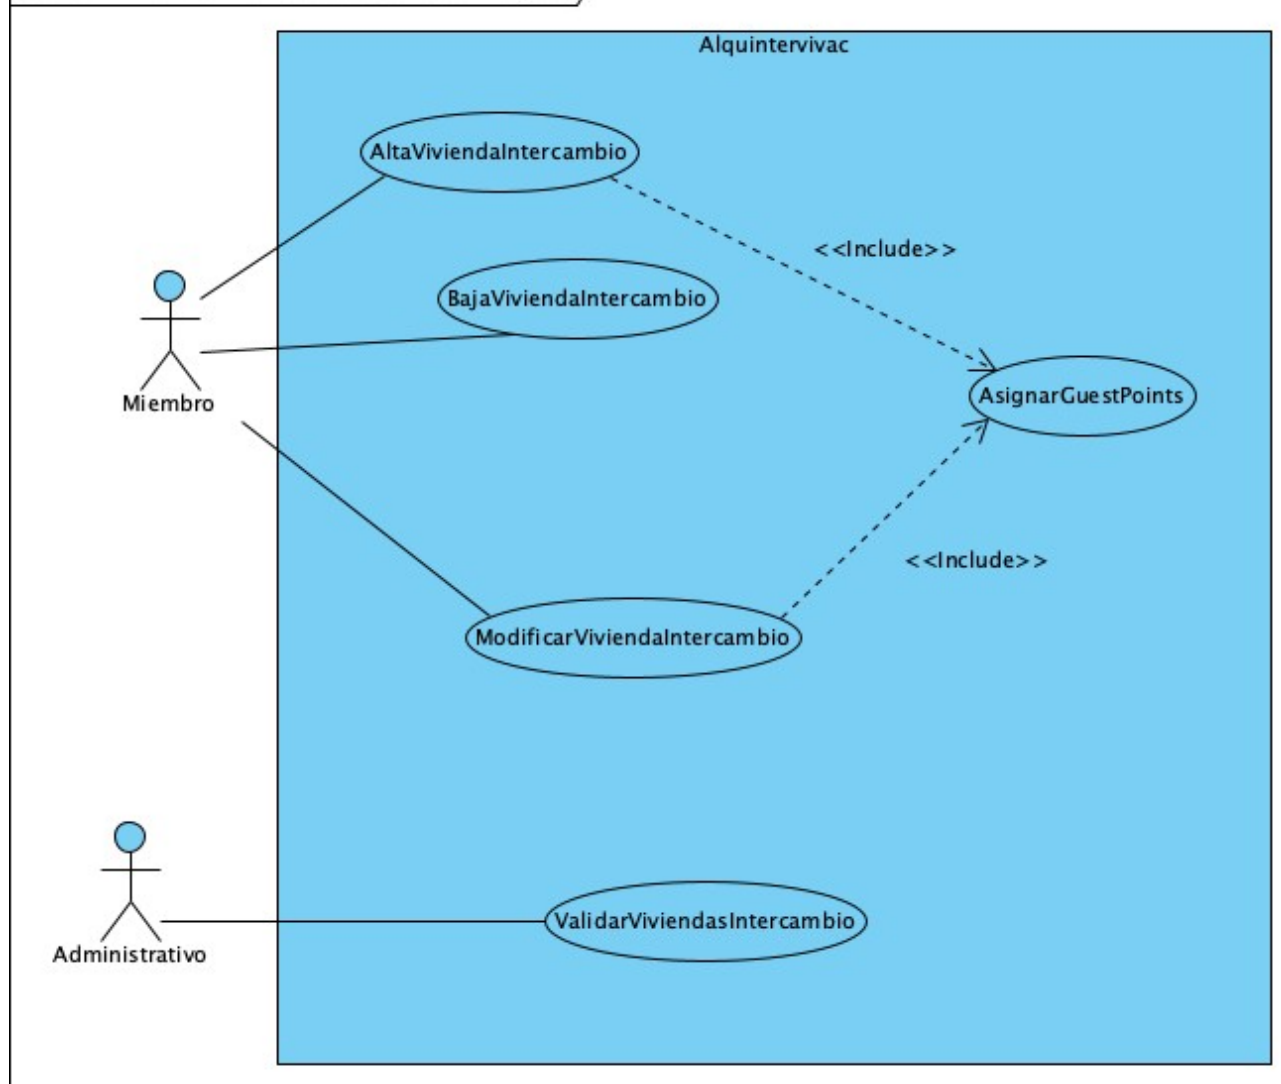 Alquintervivac
AltaViviendaIntercambio
<<Include>>
BajaViviendaIntercambio
AsignarGuestPoints
Miembro
<<Include>>
ModificarViviendaIntercambio
ValidarViviendasIntercambio
Administrativo